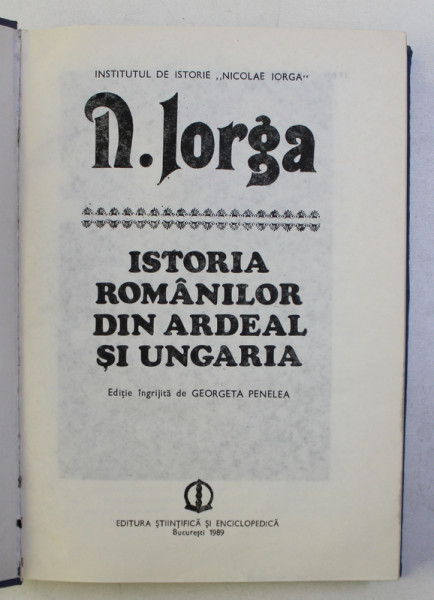 INSTITUTUL DE ISTORIE ,,NICOLAE IORGA"
N. Iorga
ISTORIA
ROMÂNILOR
DIN ARDEAL
ȘI UNGARIA
Ediție îngrijită de GEORGETA PENELEA
EDITURA ȘTIINȚIFICĂ ȘI ENCICLOPEDICĂ
București 1989